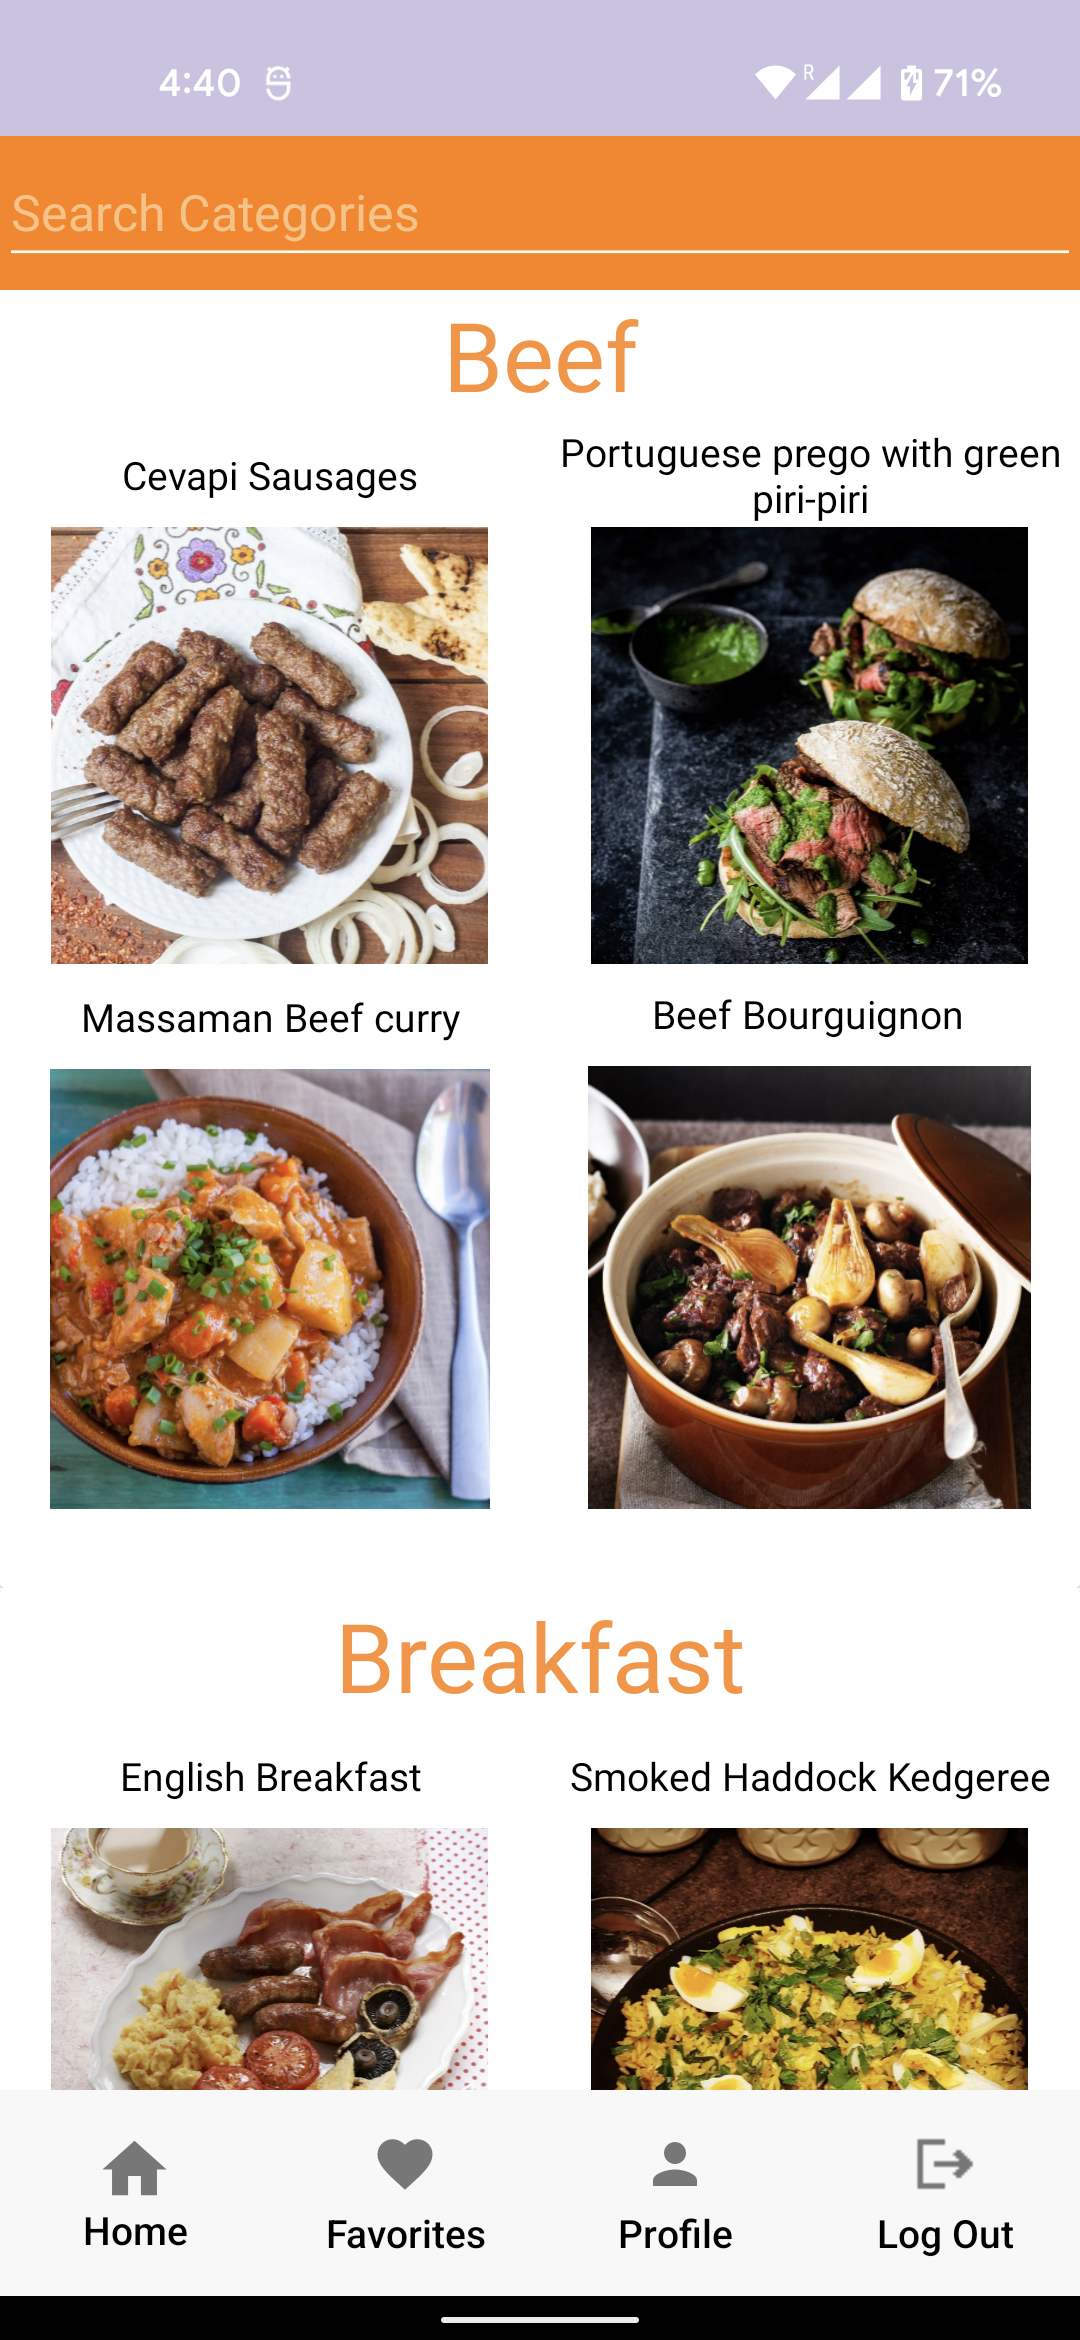 4:40
R
71%
Search Categories
Beef
Cevapi Sausages
Portuguese prego with green
piri-piri
Massaman Beef curry
Beef Bourguignon
Breakfast
English Breakfast
Smoked Haddock Kedgeree
Home
Favorites
Profile
Log Out